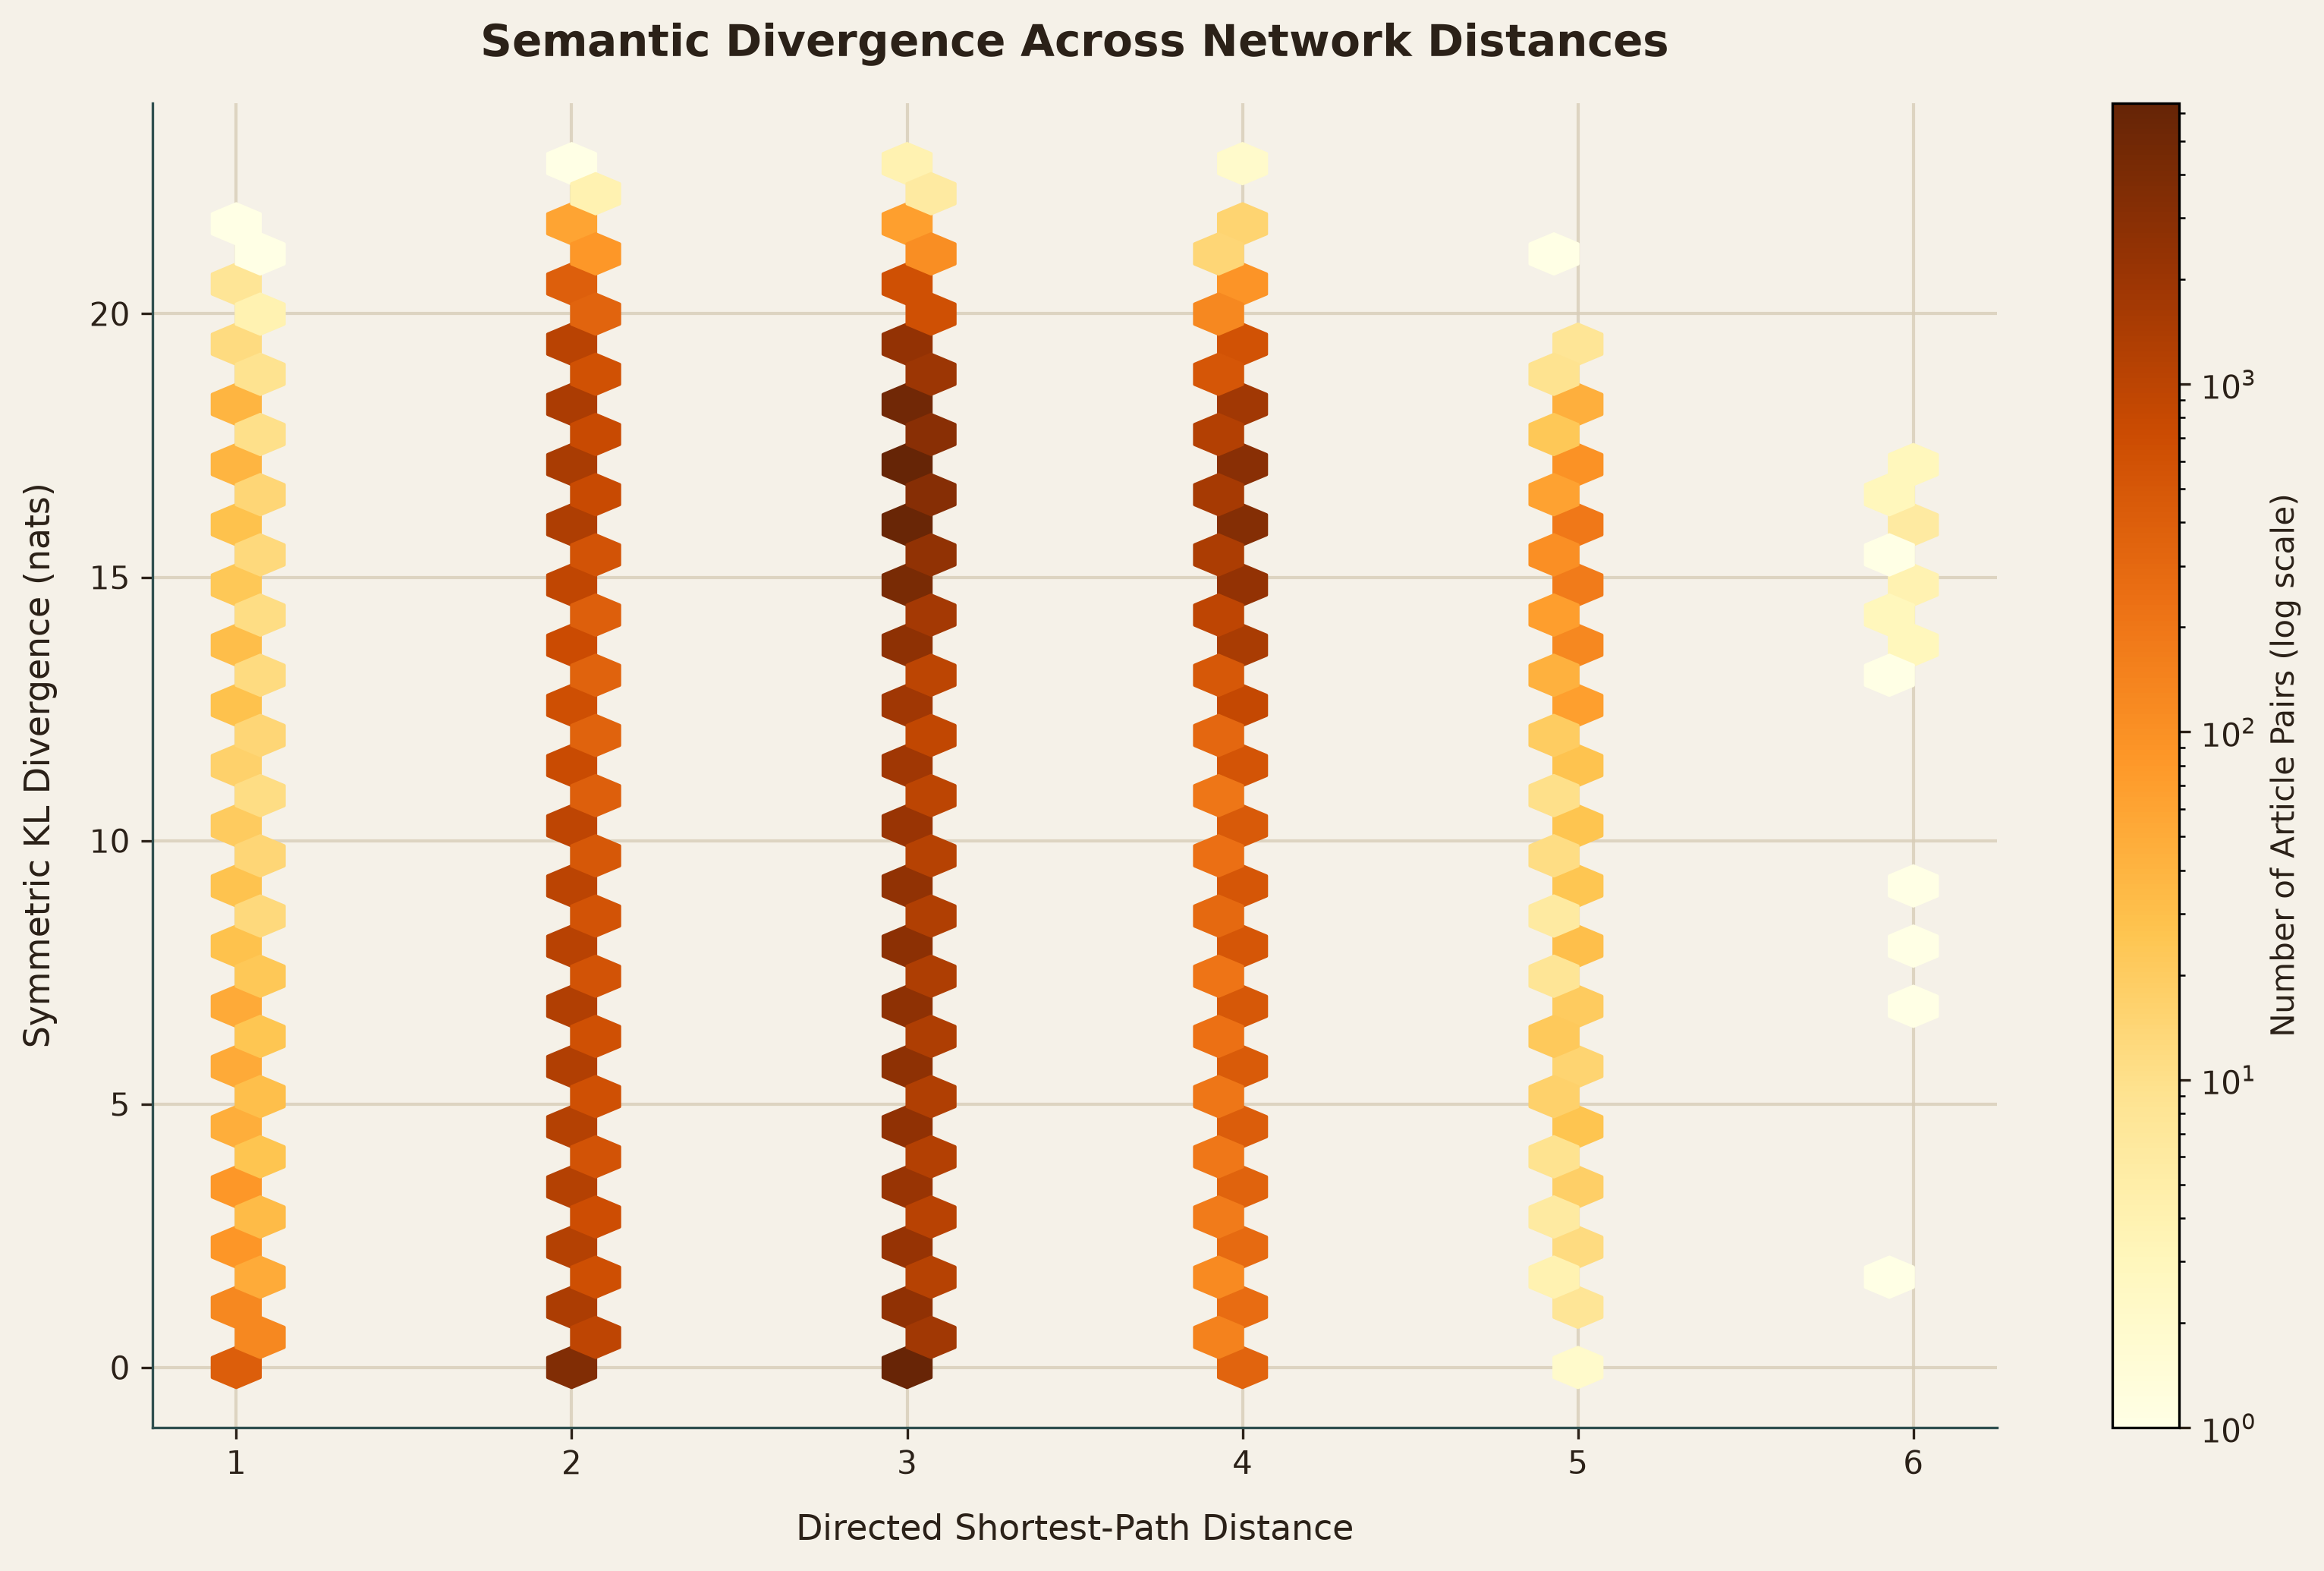 Semantic Divergence Across Network Distances
Symmetric KL Divergence (nats)
20
15
10
5
0
1 2 3 4 5 6
Directed Shortest-Path Distance
10³
10²
10¹
10⁰
Number of Article Pairs (log scale)